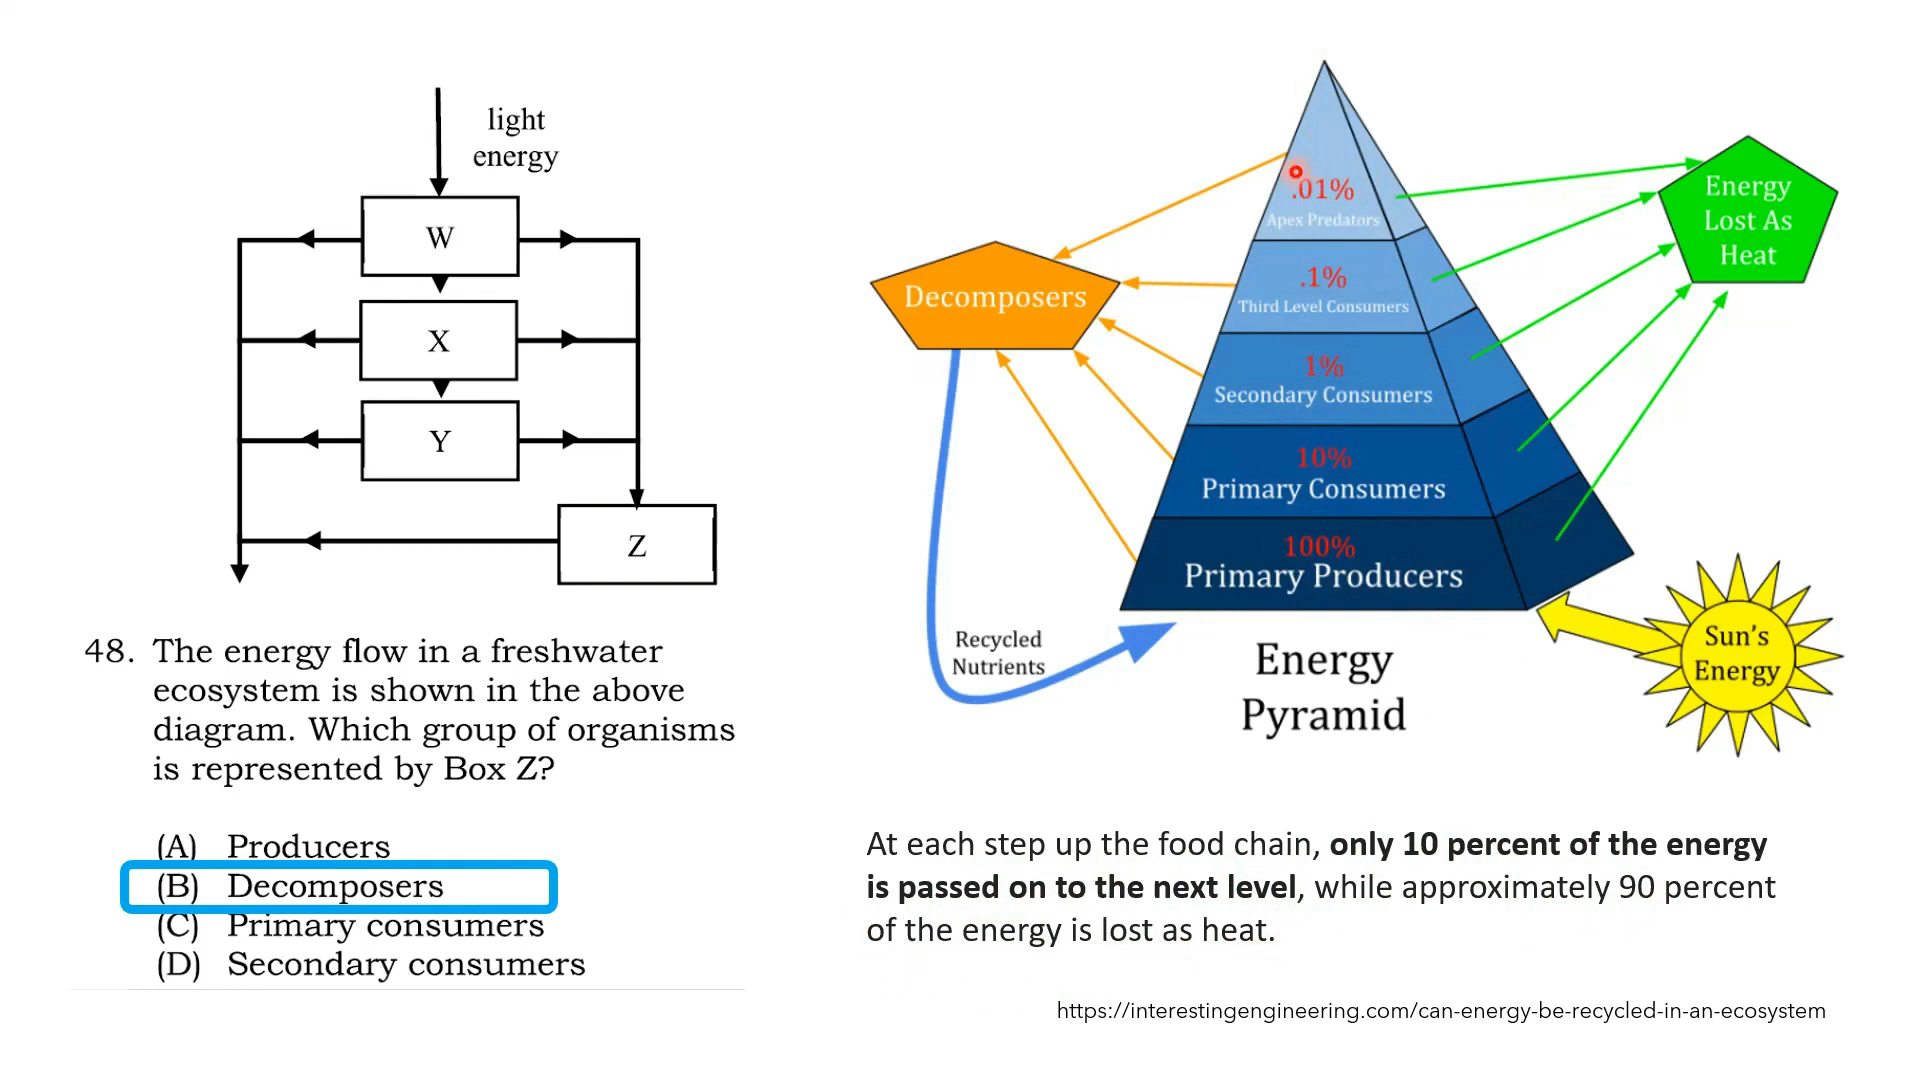 light
energy
W
X
Y
Z
48. The energy flow in a freshwater
ecosystem is shown in the above
diagram. Which group of organisms
is represented by Box Z?
(A) Producers
(B) Decomposers
(C) Primary consumers
(D) Secondary consumers
Decomposers
Recycled
Nutrients
.01%
Apex Predators
.1%
Third Level Consumers
1%
Secondary Consumers
10%
Primary Consumers
100%
Primary Producers
Energy
Pyramid
Energy
Lost As
Heat
Sun's
Energy
At each step up the food chain, only 10 percent of the energy
is passed on to the next level, while approximately 90 percent
of the energy is lost as heat.
https://interestingengineering.com/can-energy-be-recycled-in-an-ecosystem